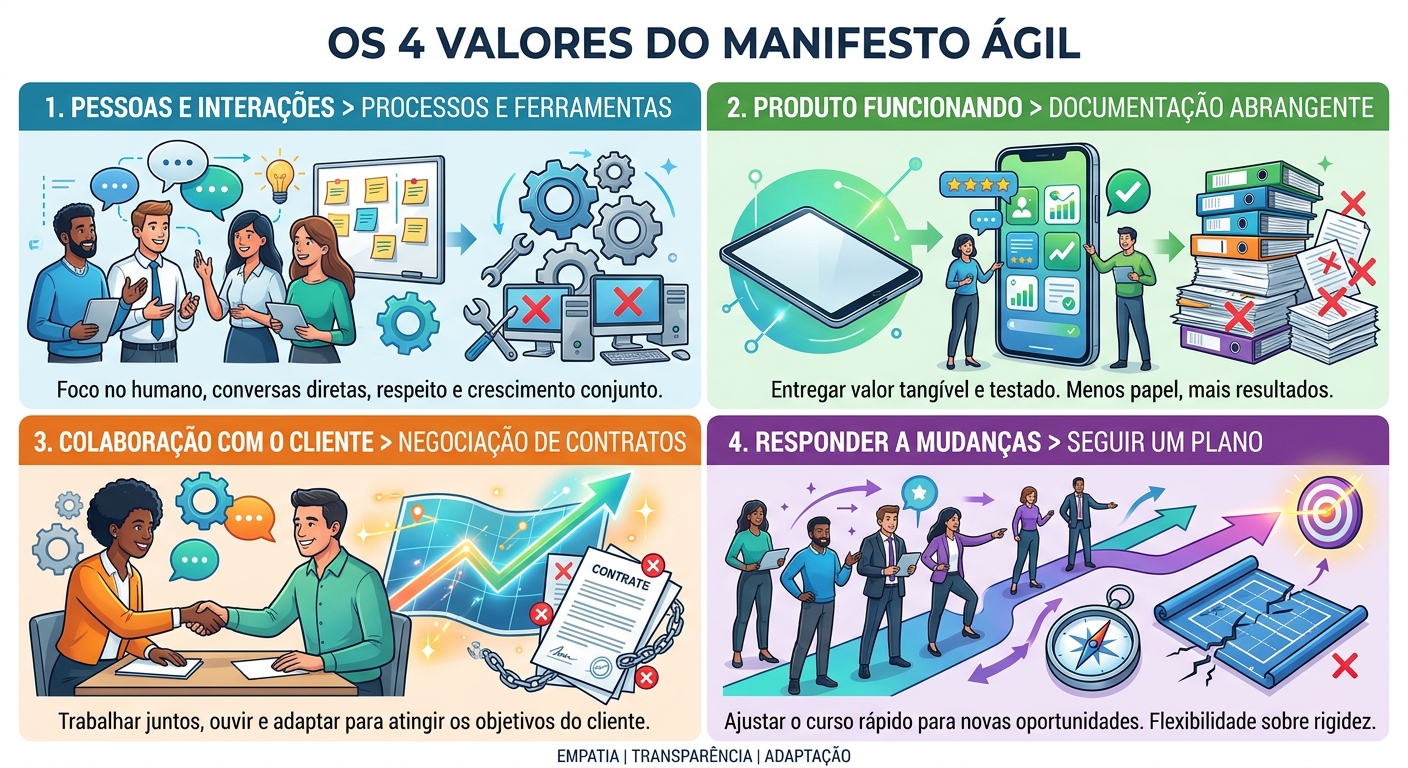 OS 4 VALORES DO MANIFESTO ÁGIL
1. PESSOAS E INTERAÇÕES > PROCESSOS E FERRAMENTAS
Foco no humano, conversas diretas, respeito e crescimento conjunto.
2. PRODUTO FUNCIONANDO > DOCUMENTAÇÃO ABRANGENTE
Entregar valor tangível e testado. Menos papel, mais resultados.
3. COLABORAÇÃO COM O CLIENTE > NEGOCIAÇÃO DE CONTRATOS
CONTRATE
Trabalhar juntos, ouvir e adaptar para atingir os objetivos do cliente.
4. RESPONDER A MUDANÇAS > SEGUIR UM PLANO
Ajustar o curso rápido para novas oportunidades. Flexibilidade sobre rigidez.
EMPATIA | TRANSPARÊNCIA | ADAPTAÇÃO